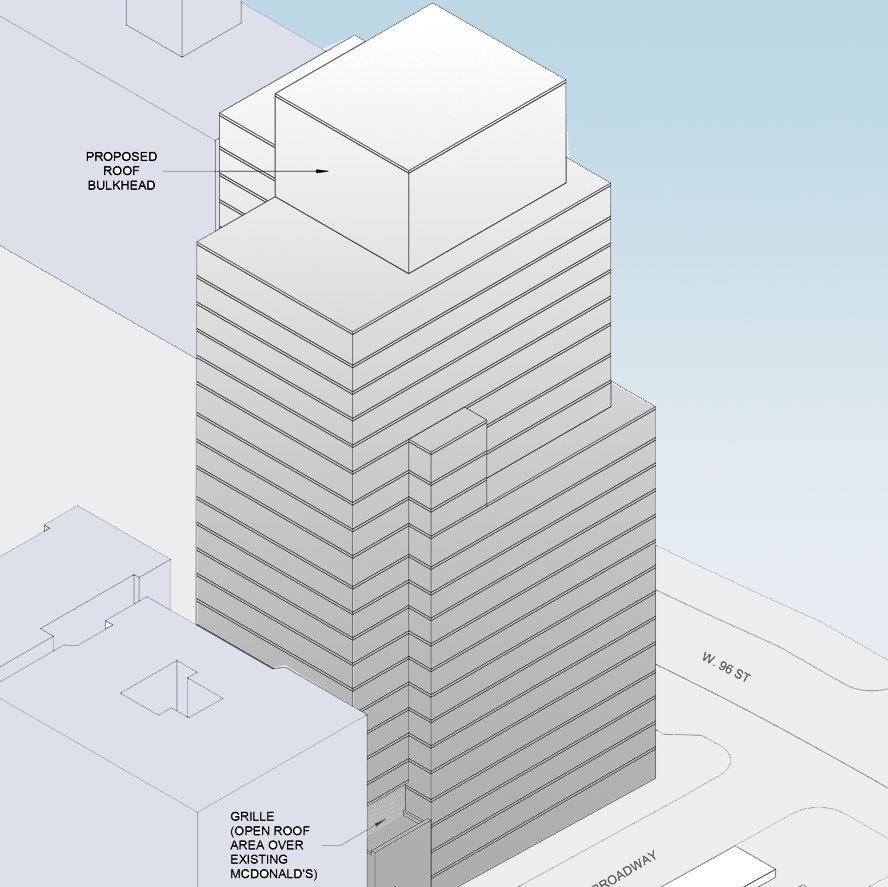 PROPOSED
ROOF
BULKHEAD
W. 96 ST
GRILLE
(OPEN ROOF
AREA OVER
EXISTING
MCDONALD'S)
BROADWAY